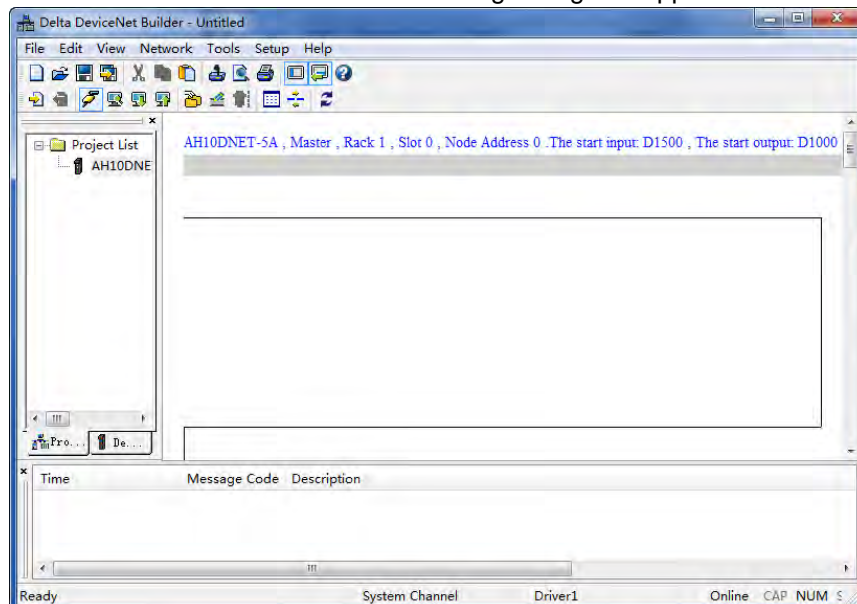 Delta DeviceNet Builder - Untitled
File Edit View Network Tools Setup Help
Project List
AH10DNE
AH10DNET-5A , Master , Rack 1 , Slot 0 , Node Address 0 .The start input: D1500 , The start output: D1000
Pro... De...
Time Message Code Description
Ready System Channel Driver1 Online CAP NUM